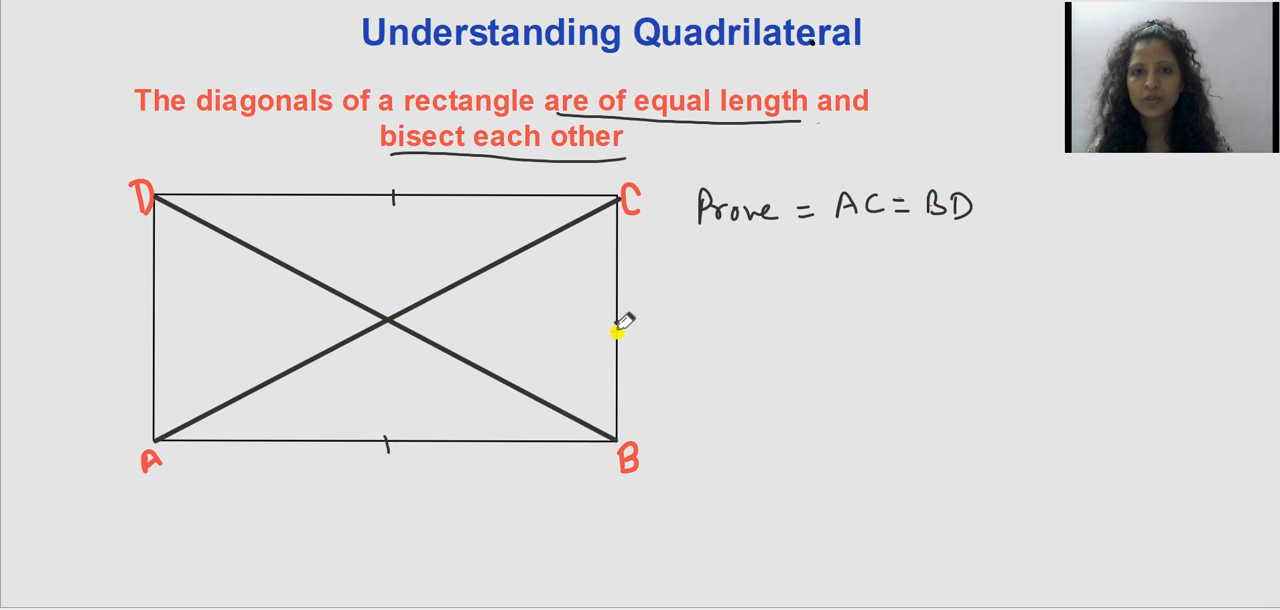 Understanding Quadrilateral
The diagonals of a rectangle are of equal length and
bisect each other
D
C
Prove = AC = BD
A
B